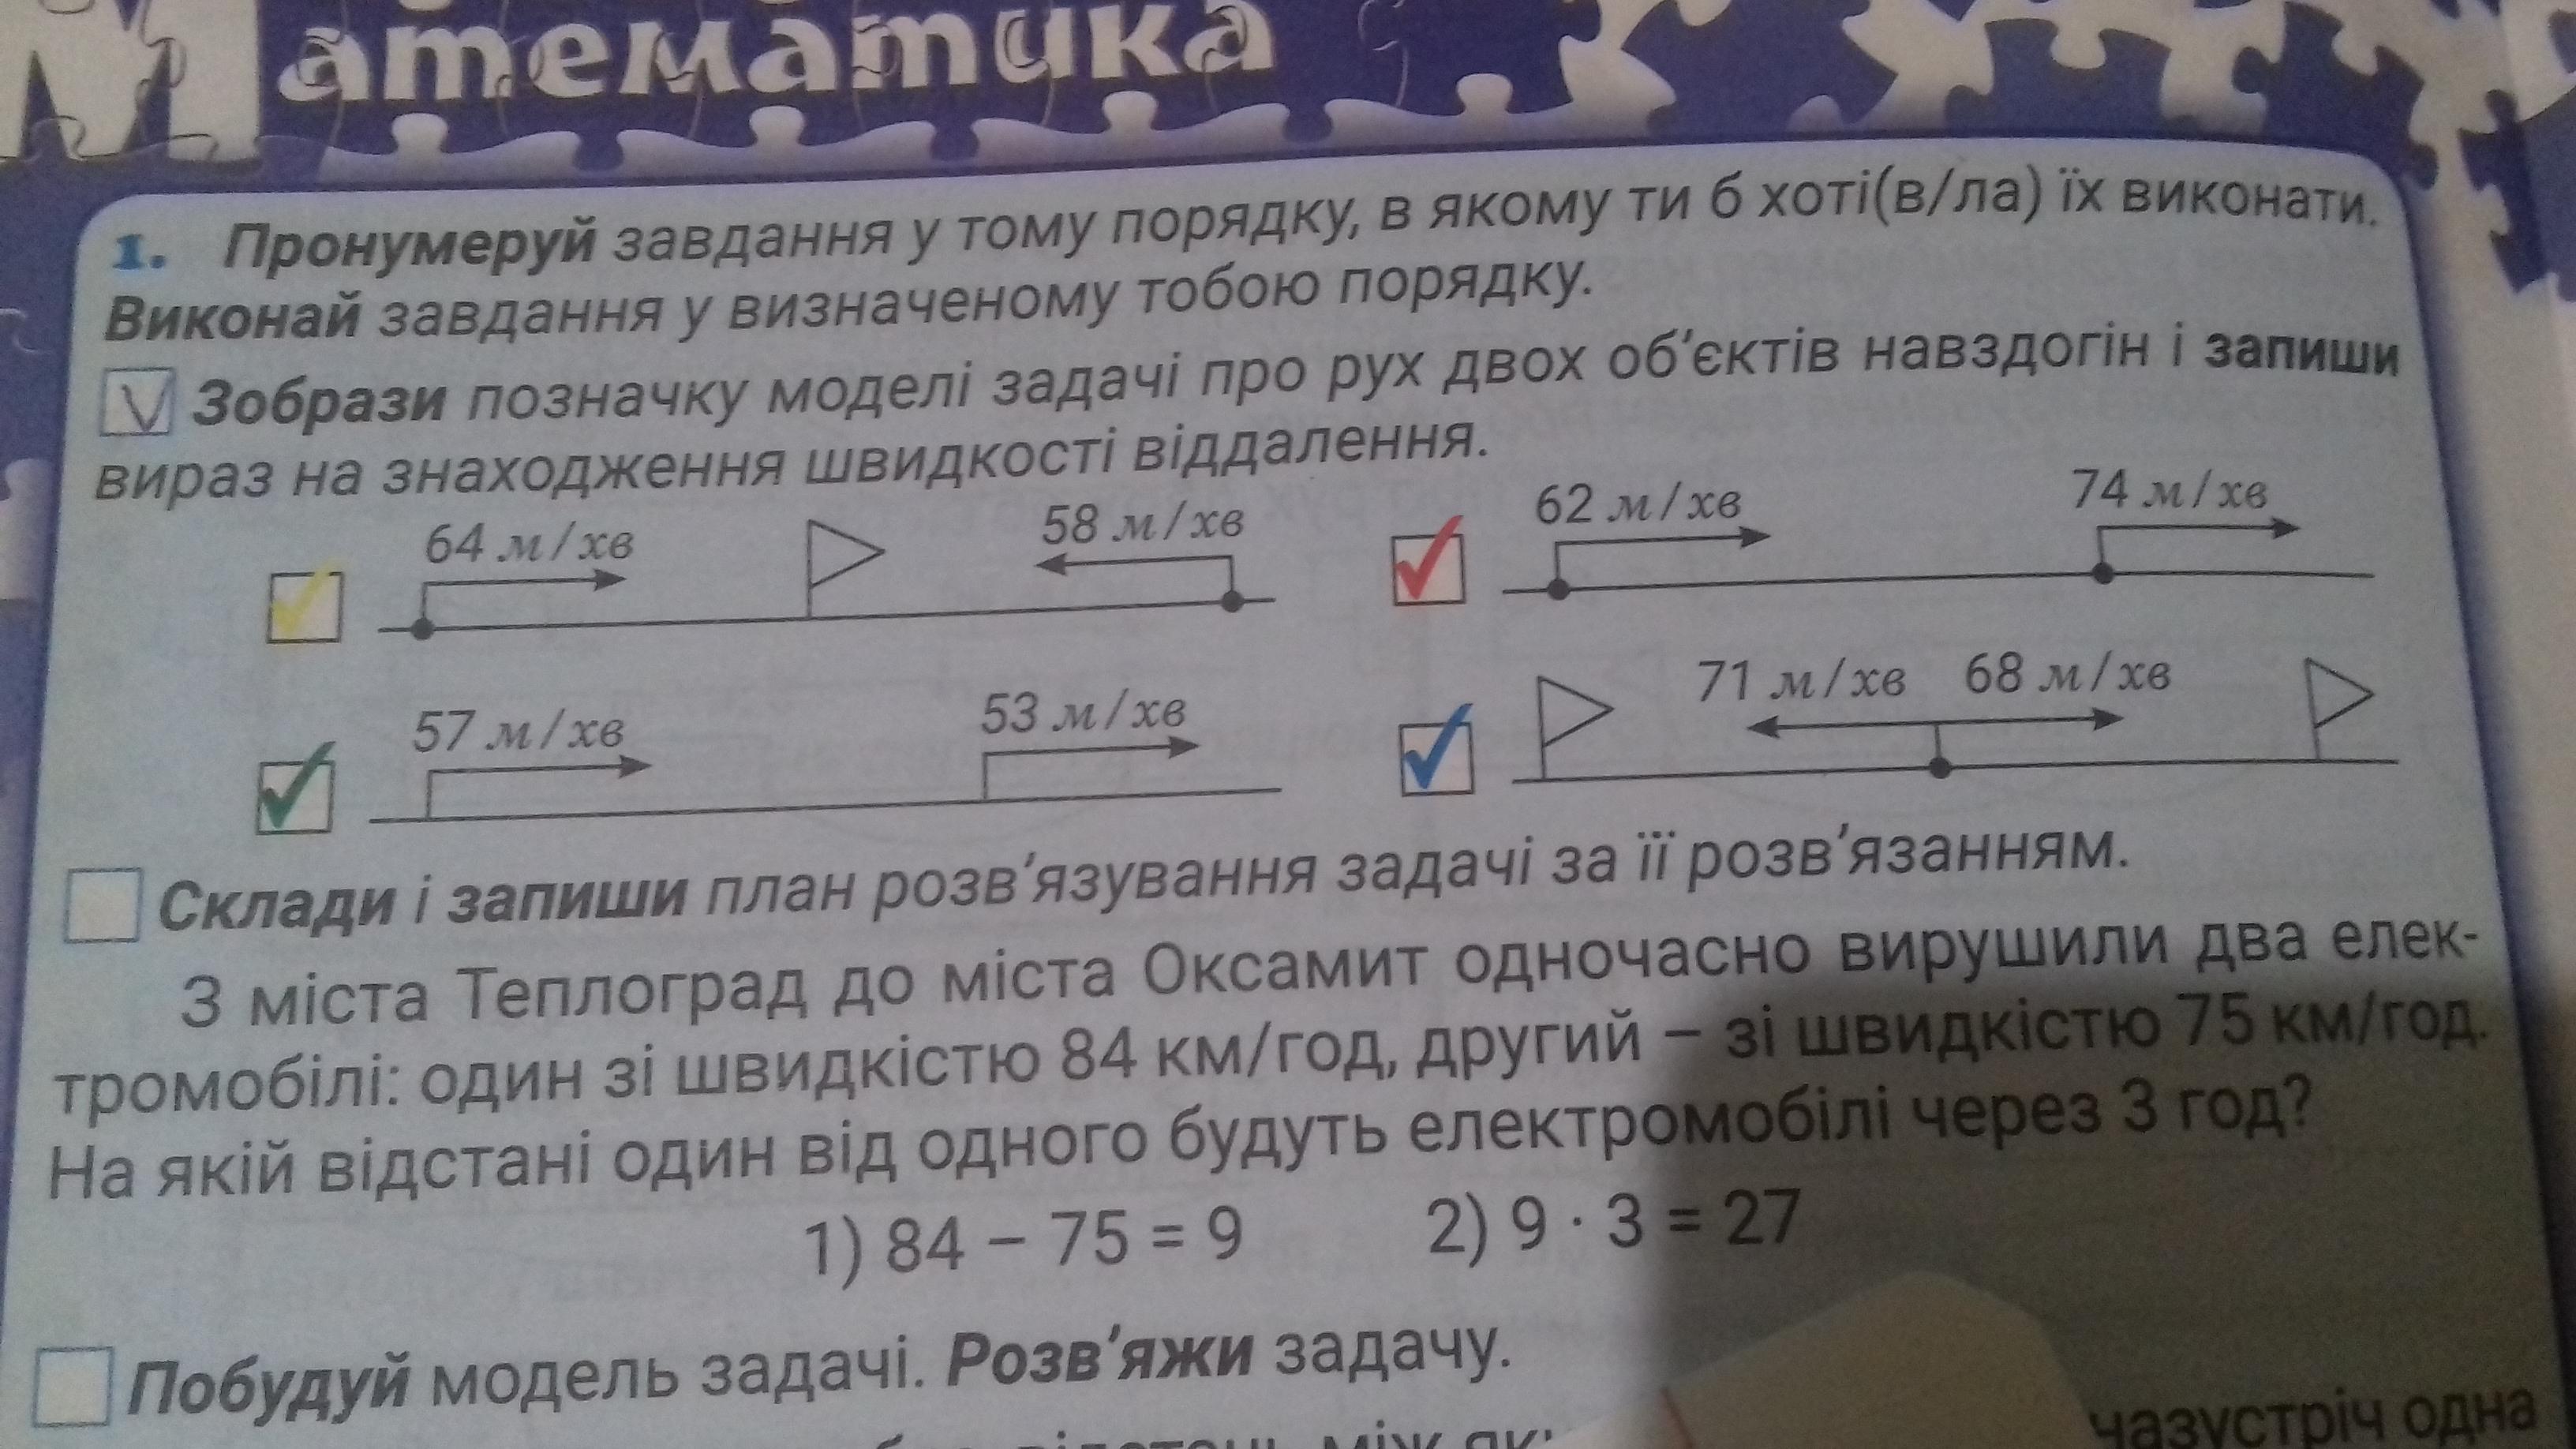 Математика
1. Пронумеруй завдання у тому порядку, в якому ти б хоті(в/ла) їх виконати.
Виконай завдання у визначеному тобою порядку.
V Зобрази позначку моделі задачі про рух двох об'єктів навздогін і запиши
вираз на знаходження швидкості віддалення.
64 м/хв 58 м/хв 62 м/хв 74 м/хв
57 м/хв 53 м/хв 71 м/хв 68 м/хв
Склади і запиши план розв'язування задачі за її розв'язанням.
З міста Теплоград до міста Оксамит одночасно вирушили два елек-
тромобілі: один зі швидкістю 84 км/год, другий – зі швидкістю 75 км/год.
На якій відстані один від одного будуть електромобілі через 3 год?
1) 84 – 75 = 9 2) 9 · 3 = 27
Побудуй модель задачі. Розв'яжи задачу.
назустріч одна